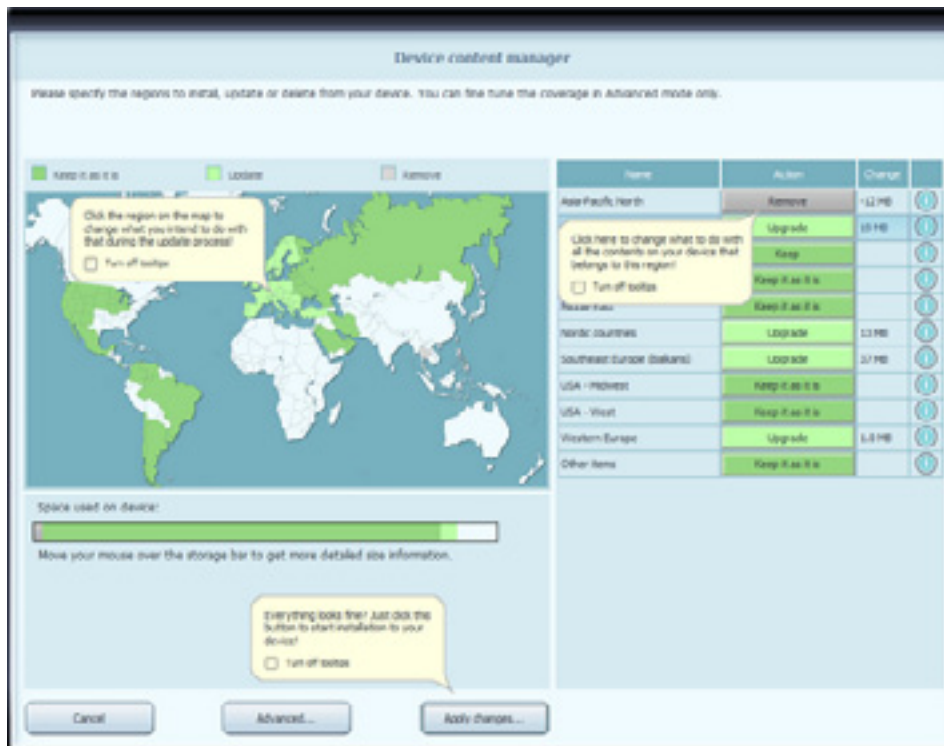 Device content manager
Please specify the regions to install, update or delete from your device. You can fine tune the coverage in Advanced mode only.
Keep it as it is
Update
Remove
Name
Action
Change
Click the region on the map to
change what you intend to do with
that during the update process!
Turn off tooltips
Asia-Pacific North
Remove
-12 MB
Upgrade
Click here to change what to do with
all the contents on your device that
belongs to this region!
Turn off tooltips
Keep
Keep it as it is
Keep it as it is
Nordic countries
Upgrade
13 MB
Southeast Europe (Balkans)
Upgrade
37 MB
USA - Midwest
Keep it as it is
USA - West
Keep it as it is
Western Europe
Upgrade
Other items
Keep it as it is
Space used on device:
Move your mouse over the storage bar to get more detailed size information.
Everything looks fine? Just click this
button to start installation to your
device!
Turn off tooltips
Cancel
Advanced...
Apply changes...